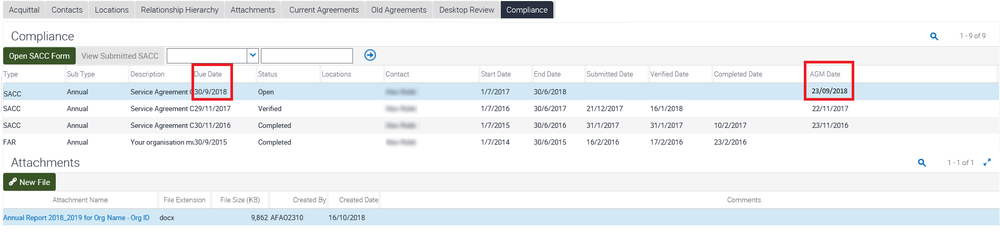 Acquittal Contacts Locations Relationship Hierarchy Attachments Current Agreements Old Agreements Desktop Review Compliance
Compliance 1 - 9 of 9
Open SACC Form View Submitted SACC
Type Sub Type Description Due Date Status Locations Contact Start Date End Date Submitted Date Verified Date Completed Date AGM Date
SACC Annual Service Agreement C 30/9/2018 Open 1/7/2017 30/6/2018 23/09/2018
SACC Annual Service Agreement C 29/11/2017 Verified 1/7/2016 30/6/2017 21/12/2017 16/1/2018 22/11/2017
SACC Annual Service Agreement C 30/11/2016 Completed 1/7/2015 30/6/2016 31/1/2017 31/1/2017 10/2/2017 23/11/2016
FAR Annual Your organisation mu 30/9/2015 Completed 1/7/2014 30/6/2015 16/2/2016 17/2/2016 23/2/2016
Attachments 1 - 1 of 1
New File
Attachment Name File Extension File Size (KB) Created By Created Date Comments
Annual Report 2018_2019 for Org Name - Org ID docx 9,862 AFAO2310 16/10/2018